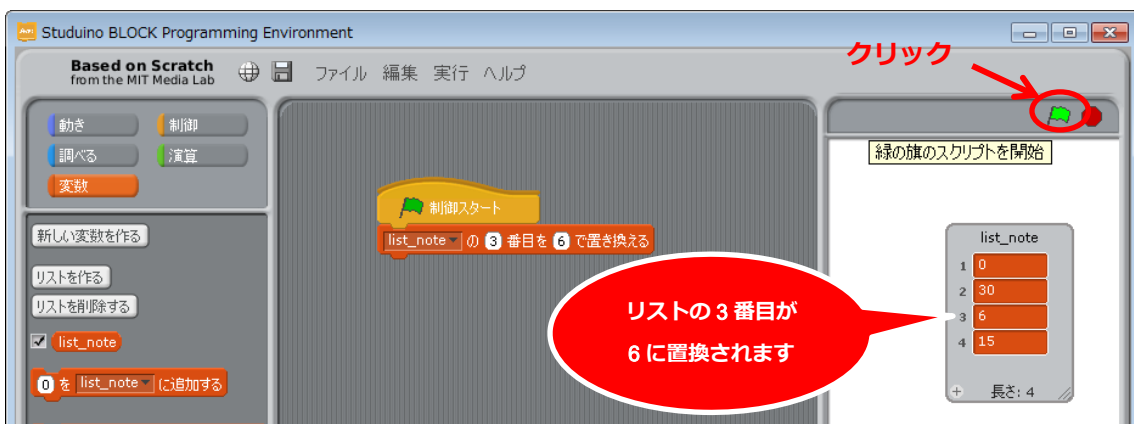 Studuino BLOCK Programming Environment
Based on Scratch
from the MIT Media Lab
ファイル 編集 実行 ヘルプ
クリック
動き
制御
調べる
演算
変数
緑の旗のスクリプトを開始
新しい変数を作る
リストを作る
リストを削除する
list_note
0 を list_note に追加する
制御スタート
list_note の 3 番目を 6 で置き換える
リストの 3 番目が
6 に置換されます
list_note
1 0
2 30
3 6
4 15
+ 長さ: 4